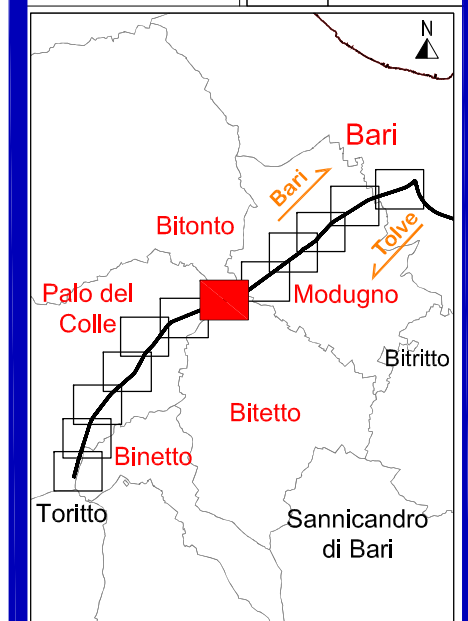 N
Bari
Bari
Tolve
Bitonto
Palo del
Colle
Modugno
Bitritto
Bitetto
Binetto
Toritto
Sannicandro
di Bari